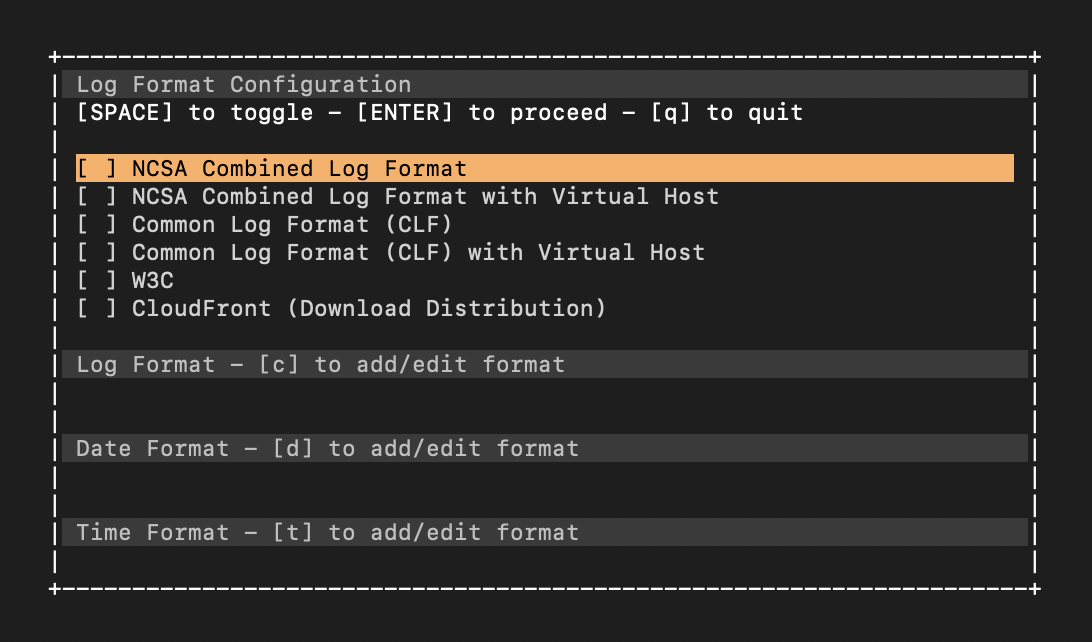 Log Format Configuration
[SPACE] to toggle – [ENTER] to proceed – [q] to quit
[ ] NCSA Combined Log Format
[ ] NCSA Combined Log Format with Virtual Host
[ ] Common Log Format (CLF)
[ ] Common Log Format (CLF) with Virtual Host
[ ] W3C
[ ] CloudFront (Download Distribution)
Log Format – [c] to add/edit format
Date Format – [d] to add/edit format
Time Format – [t] to add/edit format